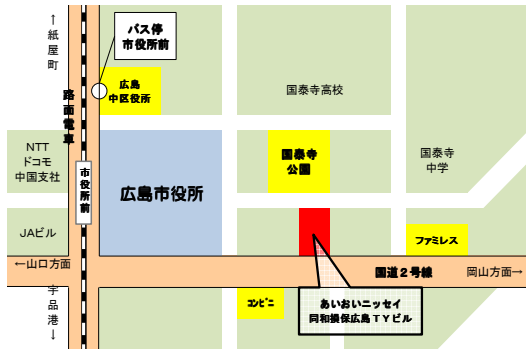 ↑
紙
屋
町
バス停
市役所前
広島
中区役所
路面電車
国泰寺高校
NTT
ドコモ
中国支社
市役所前
広島市役所
国泰寺
公園
国泰寺
中学
JAビル
ファミレス
←山口方面
国道２号線
岡山方面→
宇
品
港
↓
コンビニ
あいおいニッセイ
同和損保広島ＴＹビル